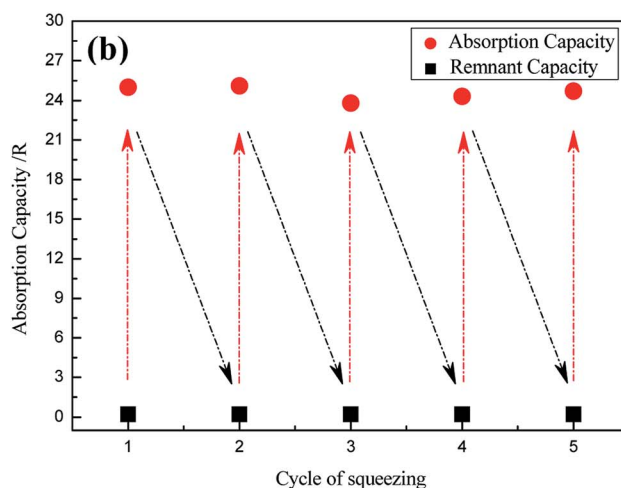 (b)
Absorption Capacity
Remnant Capacity
30
27
24
21
18
15
12
9
6
3
0
Absorption Capacity /R
1 2 3 4 5
Cycle of squeezing